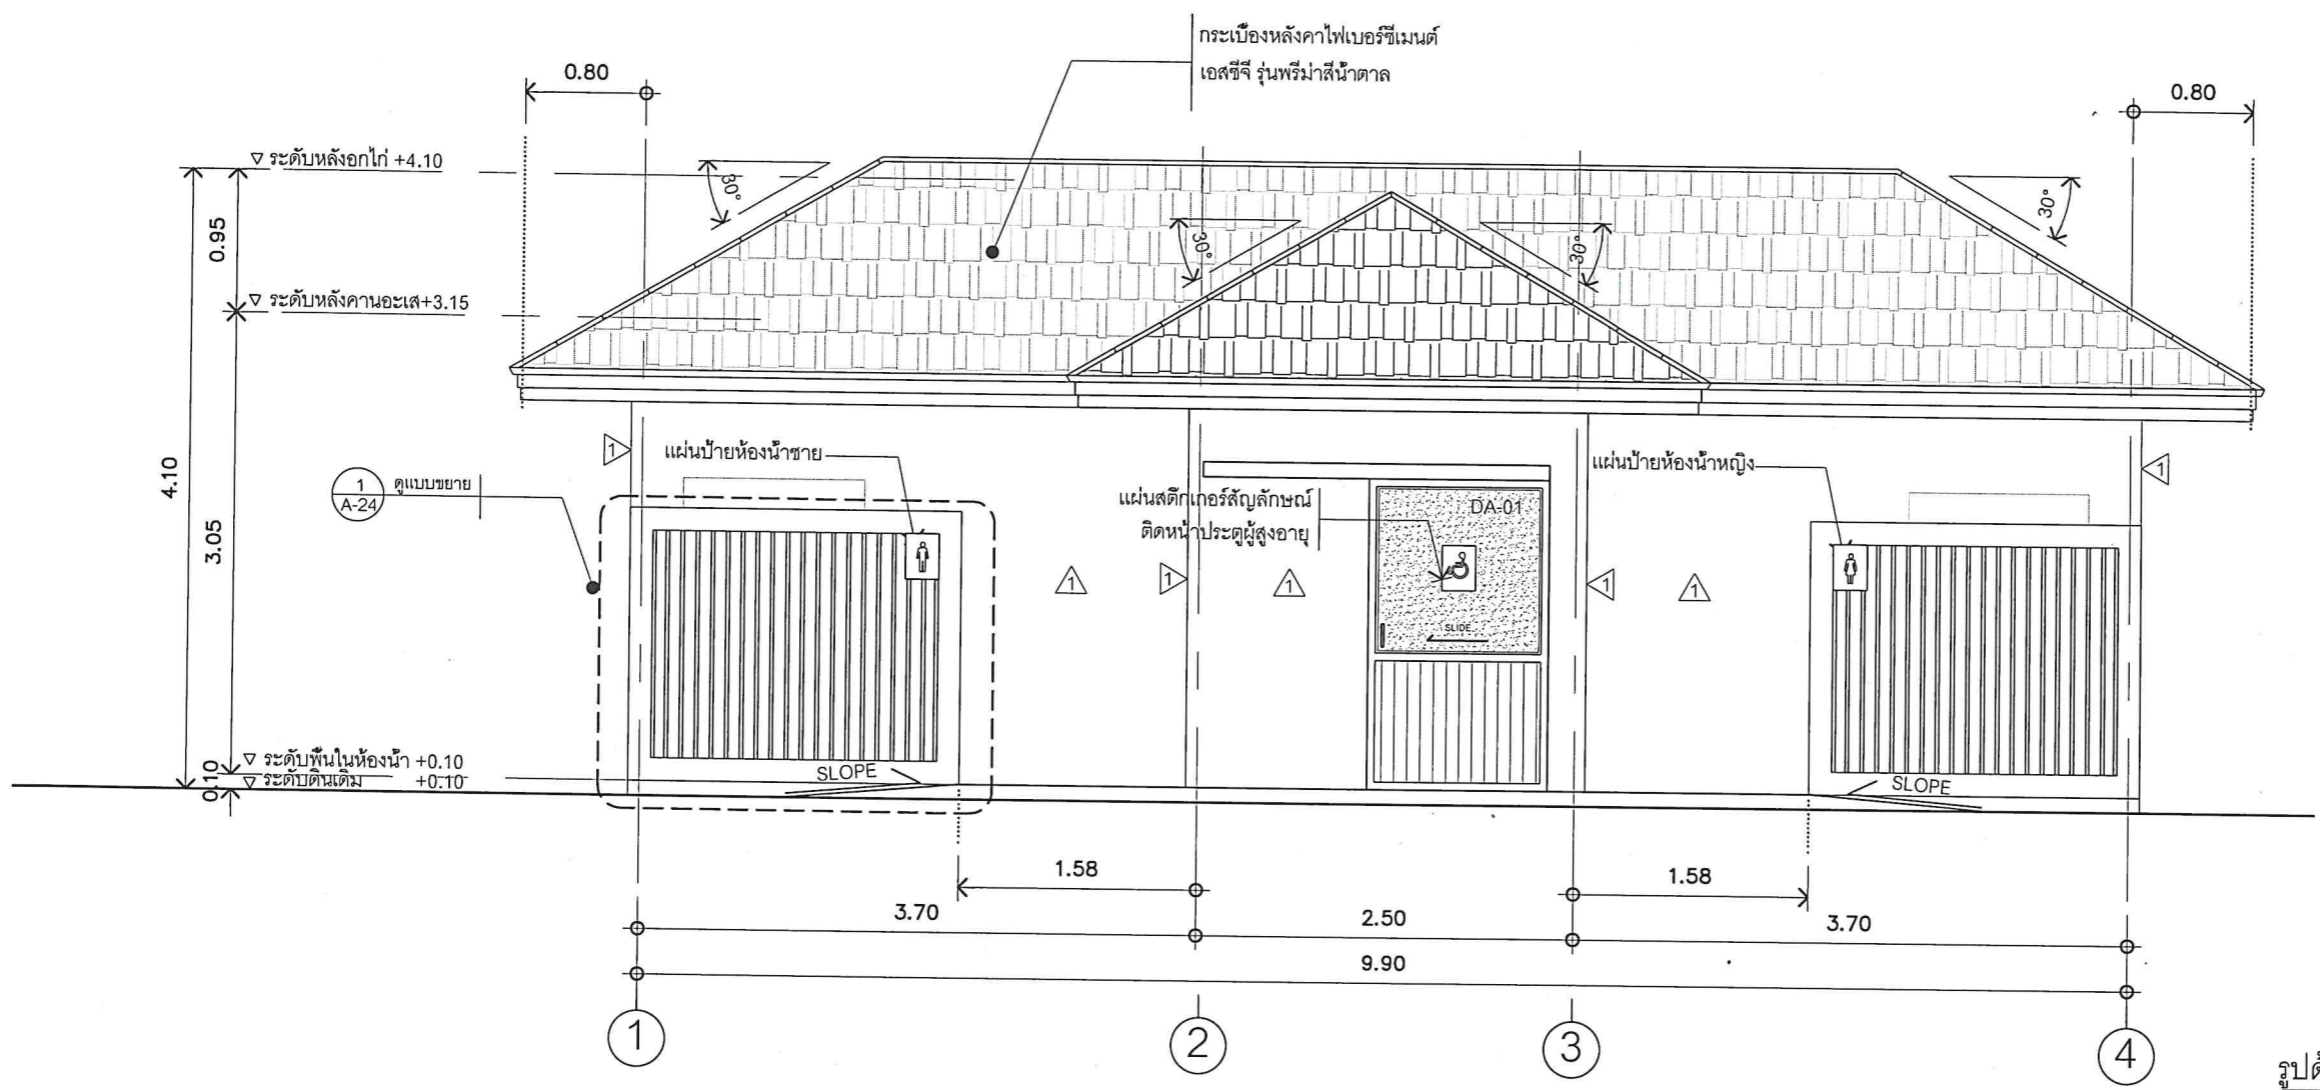 กระเบื้องหลังคาไฟเบอร์ซีเมนต์
เอสซีจี รุ่นพรีม่าสีน้ำตาล
0.80
0.80
▽ ระดับหลังอกไก่ +4.10
30°
30°
30°
30°
0.95
▽ ระดับหลังคานอะเส+3.15
4.10
3.05
0.10
1
A-24
ดูแบบขยาย
1
แผ่นป้ายห้องน้ำชาย
แผ่นสติกเกอร์สัญลักษณ์
ติดหน้าประตูผู้สูงอายุ
DA-01
SLIDE
แผ่นป้ายห้องน้ำหญิง
1
1
1
1
1
1
▽ ระดับพื้นในห้องน้ำ +0.10
▽ ระดับดินเดิม +0.10
SLOPE
SLOPE
1.58
1.58
3.70
2.50
3.70
9.90
1
2
3
4